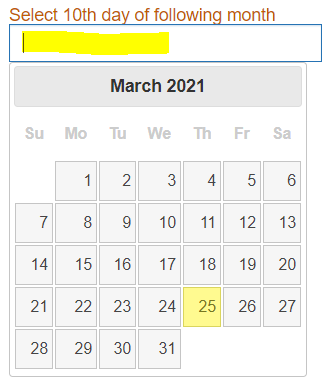 Select 10th day of following month
March 2021
Su Mo Tu We Th Fr Sa
1 2 3 4 5 6
7 8 9 10 11 12 13
14 15 16 17 18 19 20
21 22 23 24 25 26 27
28 29 30 31